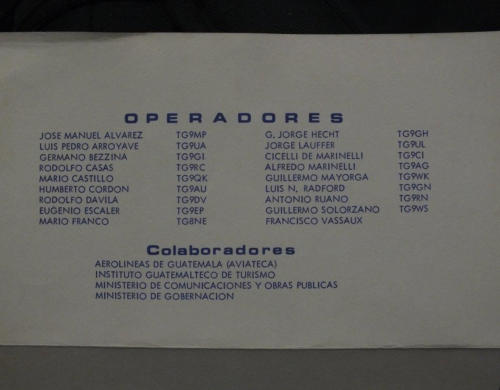 OPERADORES
JOSE MANUEL ALVAREZ TG9MP
LUIS PEDRO ARROYAVE TG9UA
GERMANO BEZZINA TG9GI
RODOLFO CASAS TG9RC
MARIO CASTILLO TG9QK
HUMBERTO CORDON TG9AU
RODOLFO DAVILA TG9DV
EUGENIO ESCALER TG9EP
MARIO FRANCO TG8NE
G. JORGE HECHT TG9GH
JORGE LAUFFER TG9UL
CICELLI DE MARINELLI TG9CI
ALFREDO MARINELLI TG9AG
GUILLERMO MAYORGA TG9WK
LUIS N, RADFORD TG9GN
ANTONIO RUANO TG9RN
GUILLERMO SOLORZANO TG9WS
FRANCISCO VASSAUX
Colaboradores
AEROLINEAS DE GUATEMALA (AVIATECA)
INSTITUTO GUATEMALTECO DE TURISMO
MINISTERIO DE COMUNICACIONES Y OBRAS PUBLICAS
MINISTERIO DE GOBERNACION